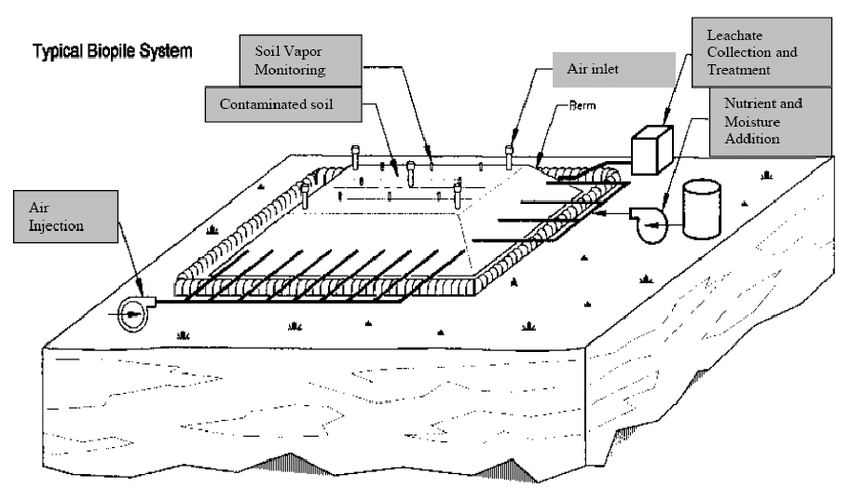 Typical Biopile System
Soil Vapor
Monitoring
Contaminated soil
Air inlet
Leachate
Collection and
Treatment
Berm
Nutrient and
Moisture
Addition
Air
Injection